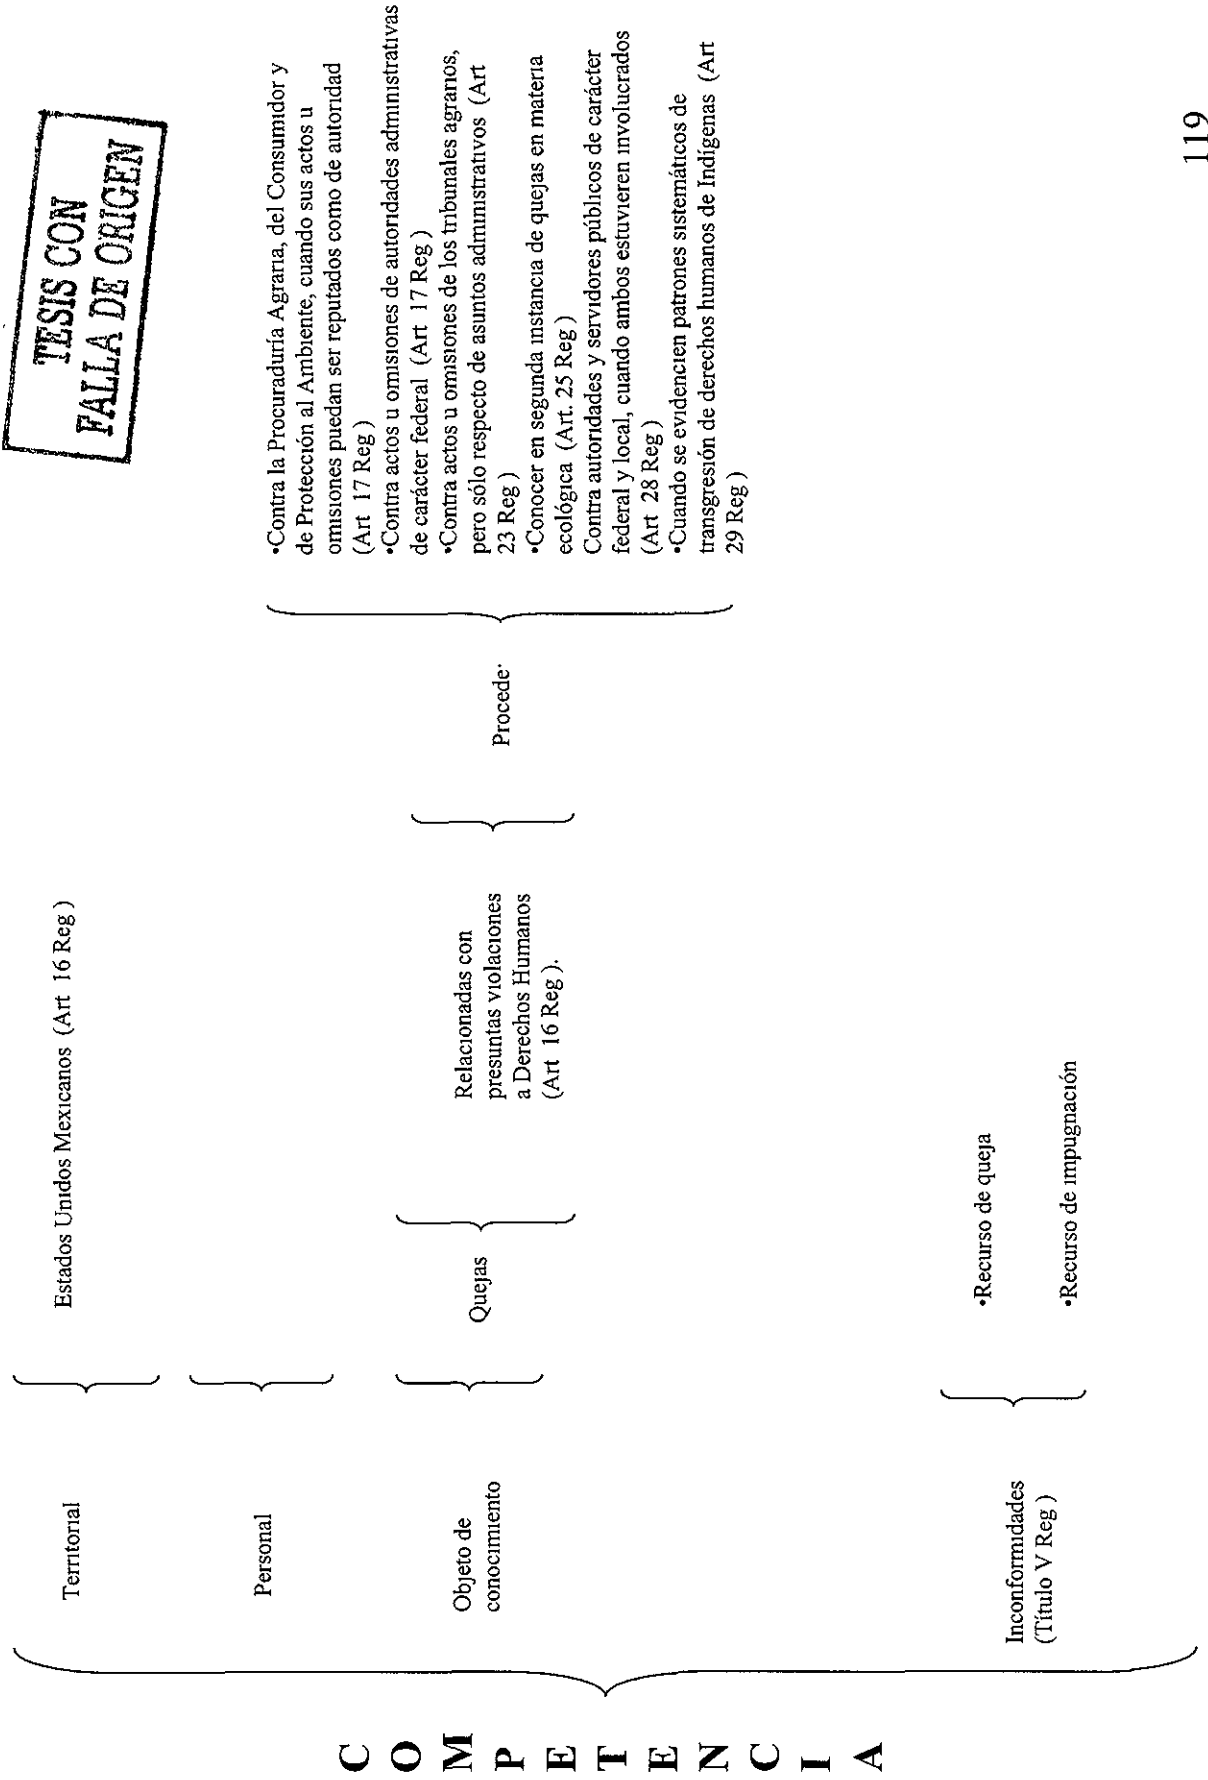 TESIS CON
FALLA DE ORIGEN
COMPETENCIA
Territorial
Estados Unidos Mexicanos (Art 16 Reg )
Personal
Objeto de
conocimiento
Quejas
Relacionadas con
presuntas violaciones
a Derechos Humanos
(Art 16 Reg ).
Procede:
•Contra la Procuraduría Agraria, del Consumidor y
de Protección al Ambiente, cuando sus actos u
omisiones puedan ser reputados como de autoridad
(Art 17 Reg )
•Contra actos u omisiones de autoridades administrativas
de carácter federal (Art 17 Reg )
•Contra actos u omisiones de los tribunales agrarios,
pero sólo respecto de asuntos administrativos (Art
23 Reg )
•Conocer en segunda instancia de quejas en materia
ecológica (Art. 25 Reg )
Contra autoridades y servidores públicos de carácter
federal y local, cuando ambos estuvieren involucrados
(Art 28 Reg )
•Cuando se evidencien patrones sistemáticos de
transgresión de derechos humanos de Indígenas (Art
29 Reg )
Inconformidades
(Título V Reg )
•Recurso de queja
•Recurso de impugnación
119